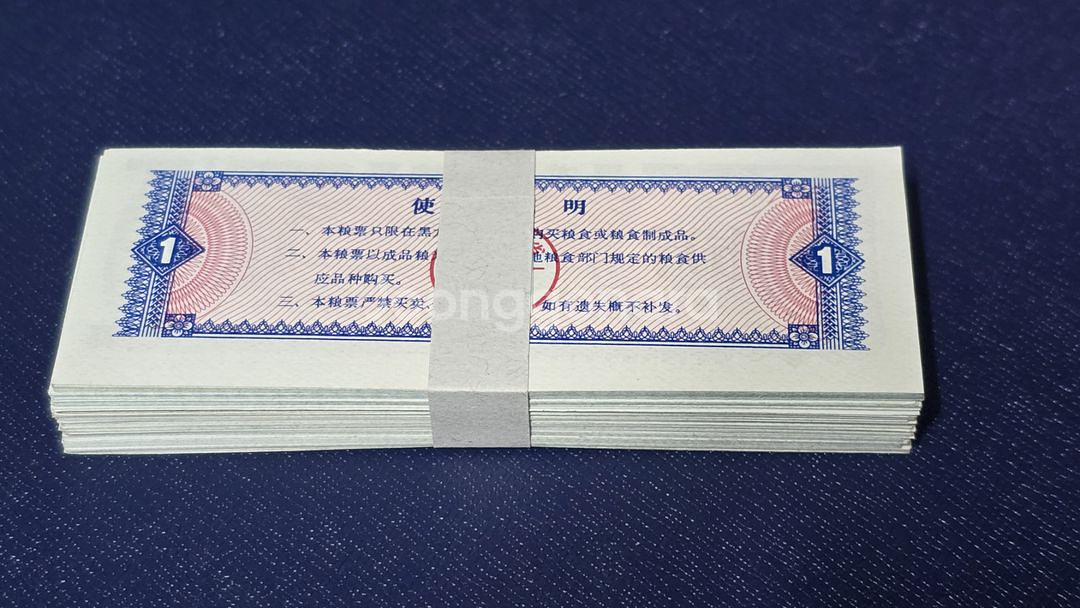 使 明
1
1
一、本粮票只限在黑 买粮食或粮食制成品。
二、本粮票以成品粮 地粮食部门规定的粮食供
应品种购买。
三、本粮票严禁买卖、 如有遗失概不补发。